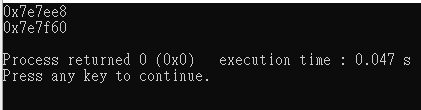 0x7e7ee8
0x7e7f60
Process returned 0 (0x0)   execution time : 0.047 s
Press any key to continue.